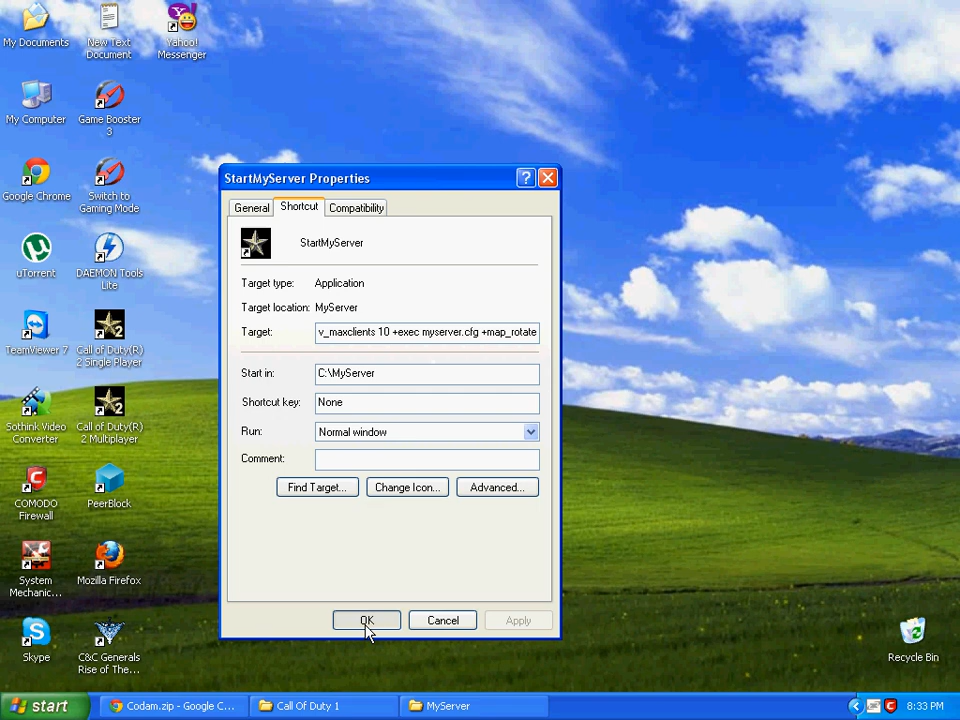 My Documents
New Text
Document
Yahoo!
Messenger
My Computer
Game Booster
3
Google Chrome
Switch to
Gaming Mode
uTorrent
DAEMON Tools
Lite
TeamViewer 7
Call of Duty(R)
2 Single Player
Sothink Video
Converter
Call of Duty(R)
2 Multiplayer
COMODO
Firewall
PeerBlock
System
Mechanic...
Mozilla Firefox
Skype
C&C Generals
Rise of The...
Recycle Bin
StartMyServer Properties
General
Shortcut
Compatibility
StartMyServer
Target type: Application
Target location: MyServer
Target: v_maxclients 10 +exec myserver.cfg +map_rotate
Start in: C:\MyServer
Shortcut key: None
Run: Normal window
Comment:
Find Target...
Change Icon...
Advanced...
OK
Cancel
Apply
start
Codam.zip - Google C...
Call Of Duty 1
MyServer
8:33 PM